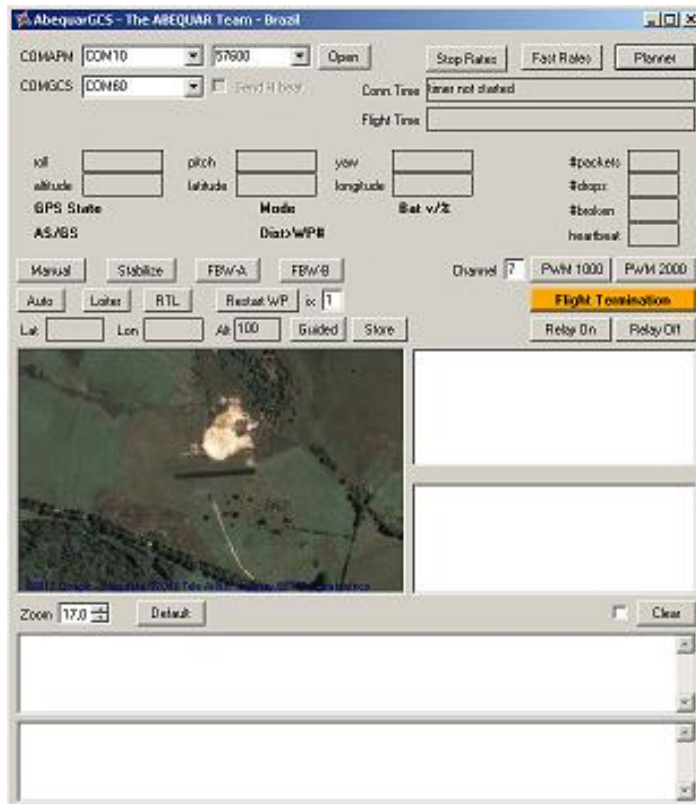 AbequarGCS - The ABEQUAR Team - Brazil
COMAPM COM10 57600 Open Stop Rates Fast Rates Planner
COMGCS COM60 Send H beat Conn.Time timer not started
Flight Time
roll pitch yaw #packets
altitude latitude longitude #drops
GPS State Mode Bat v/% #broken
AS/GS Dist>WP# heartbeat
Manual Stabilize FBW-A FBW-B Channel 7 PWM 1000 PWM 2000
Auto Loiter RTL Restart WP ix 1 Flight Termination
Lat Lon Alt 100 Guided Store Relay On Relay Off
Zoom 17.0 Default Clear